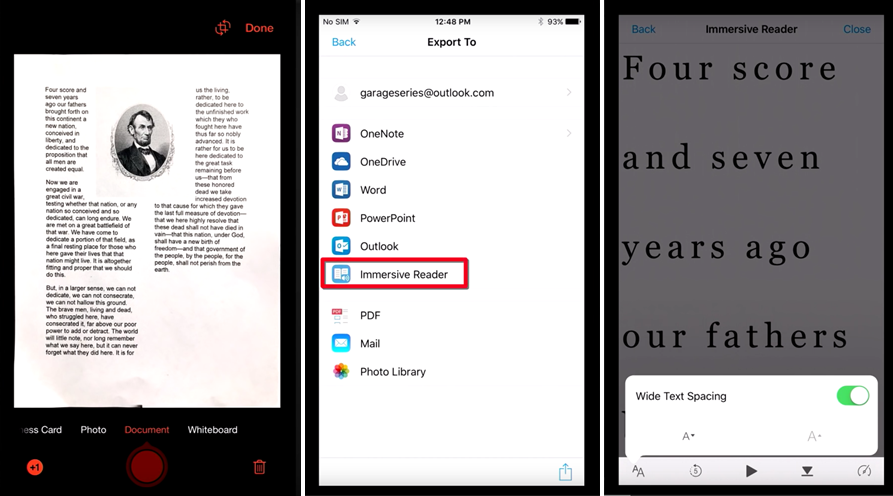 Done
Four score and
seven years
ago our fathers
brought forth on
this continent a
new nation,
conceived in
liberty, and
dedicated to the
proposition that
all men are
created equal.
Now we are
engaged in a
great civil war,
testing whether that nation, or any
nation so conceived and so
dedicated, can long endure. We
are met on a great battlefield of
that war. We have come to
dedicate a portion of that field, as
a final resting place for those who
here gave their lives that that
nation might live. It is altogether
fitting and proper that we should
do this.
But, in a larger sense, we can not
dedicate, we can not consecrate,
we can not hallow this ground.
The brave men, living and dead,
who struggled here, have
consecrated it, far above our poor
power to add or detract. The world
will little note, nor long remember
what we say here, but it can never
forget what they did here. It is for
us the living,
rather, to be
dedicated here to
the unfinished work
which they who
fought here have
thus far so nobly
advanced. It is
rather for us to be
here dedicated to
the great task
remaining before
us—that from
these honored
dead we take
increased devotion
to that cause for which they gave
the last full measure of devotion—
that we here highly resolve that
these dead shall not have died in
vain—that this nation, under God,
shall have a new birth of
freedom—and that government of
the people, by the people, for the
people, shall not perish from the
earth.
ess Card Photo Document Whiteboard
+1
No SIM 12:48 PM 93%
Back Export To
garageseries@outlook.com
OneNote
OneDrive
Word
PowerPoint
Outlook
Immersive Reader
PDF
Mail
Photo Library
Back Immersive Reader Close
Four score
and seven
years ago
our fathers
Wide Text Spacing
A A
AA 5